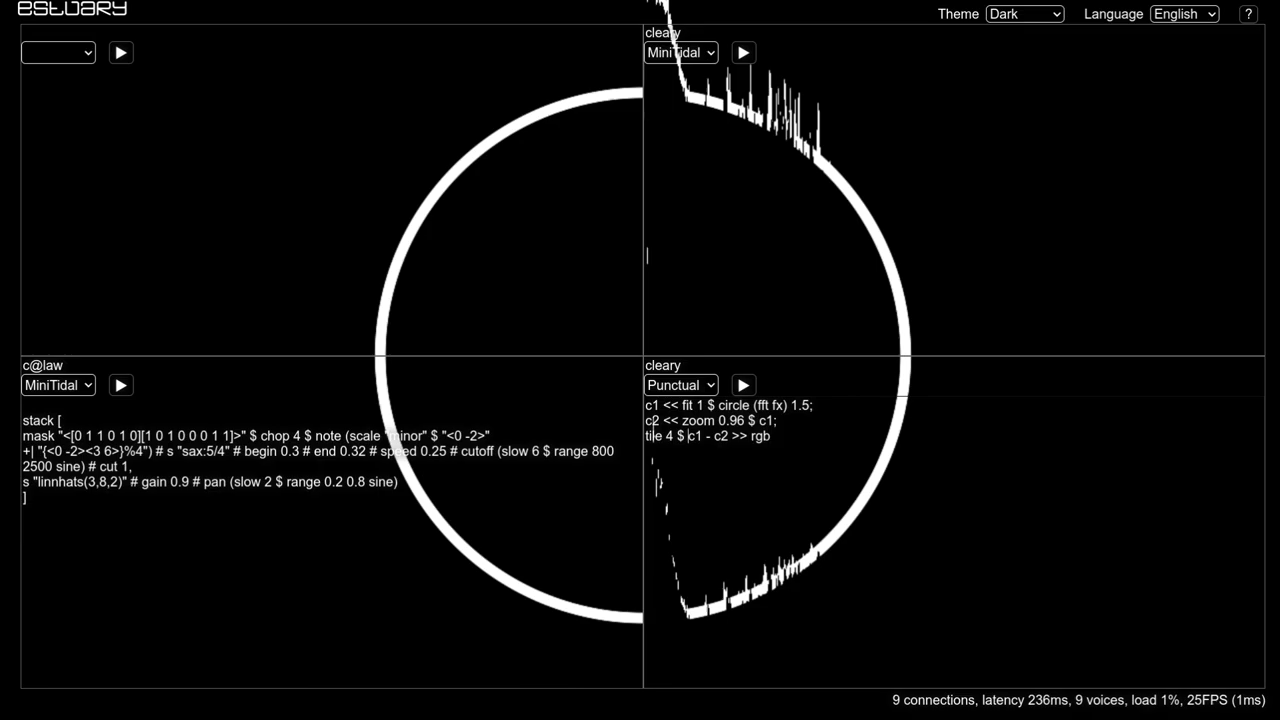 estuary
Theme Dark Language English ?
cleary
MiniTidal
c@law
MiniTidal
stack [
mask "<[0 1 1 0 1 0][1 0 1 0 0 0 1 1]>" $ chop 4 $ note (scale "minor" $ "<0 -2>"
+| "{<0 -2><3 6>}%4") # s "sax:5/4" # begin 0.3 # end 0.32 # speed 0.25 # cutoff (slow 6 $ range 800
2500 sine) # cut 1,
s "linnhats(3,8,2)" # gain 0.9 # pan (slow 2 $ range 0.2 0.8 sine)
]
cleary
Punctual
c1 << fit 1 $ circle (fft fx) 1.5;
c2 << zoom 0.96 $ c1;
tile 4 $ c1 - c2 >> rgb
9 connections, latency 236ms, 9 voices, load 1%, 25FPS (1ms)